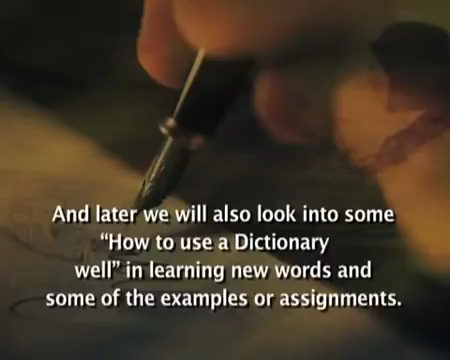 And later we will also look into some
“How to use a Dictionary
well” in learning new words and
some of the examples or assignments.